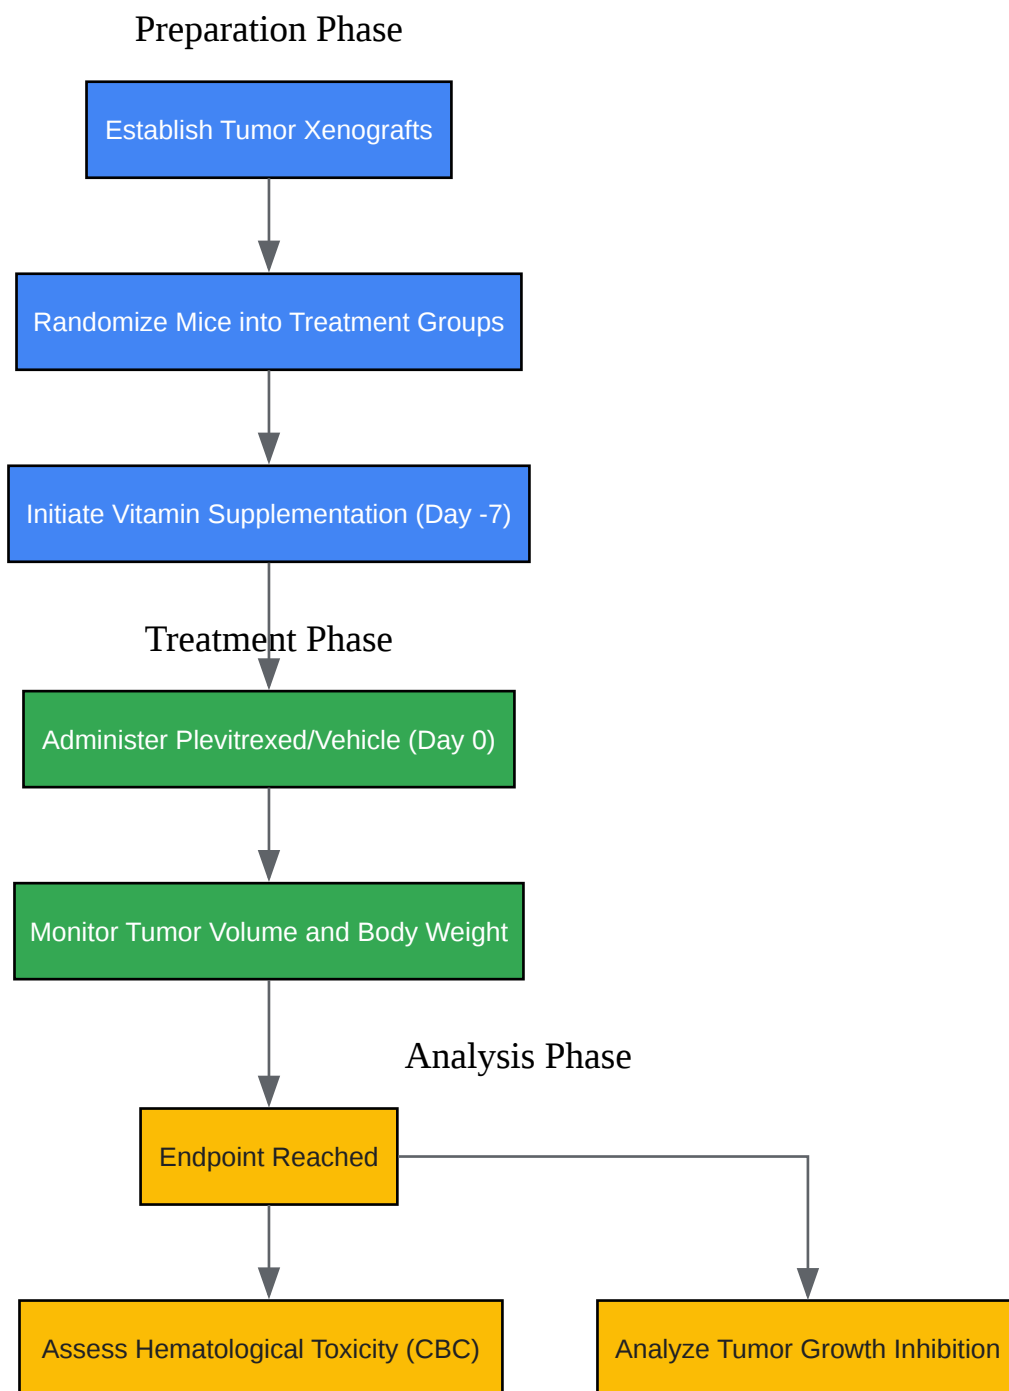 Preparation Phase
Establish Tumor Xenografts
Randomize Mice into Treatment Groups
Initiate Vitamin Supplementation (Day -7)
Treatment Phase
Administer Plevitrexed/Vehicle (Day 0)
Monitor Tumor Volume and Body Weight
Analysis Phase
Endpoint Reached
Assess Hematological Toxicity (CBC)
Analyze Tumor Growth Inhibition